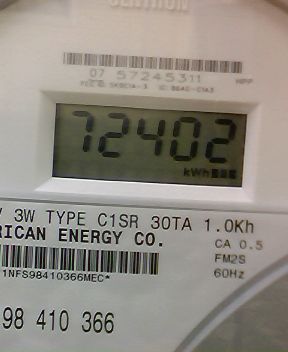 CENTRON
07 57245311
72402
kWh
V 3W TYPE C1SR 30TA 1.0Kh
RICAN ENERGY CO.
CA 0.5
FM2S
60Hz
1NFS98410366MEC*
98 410 366